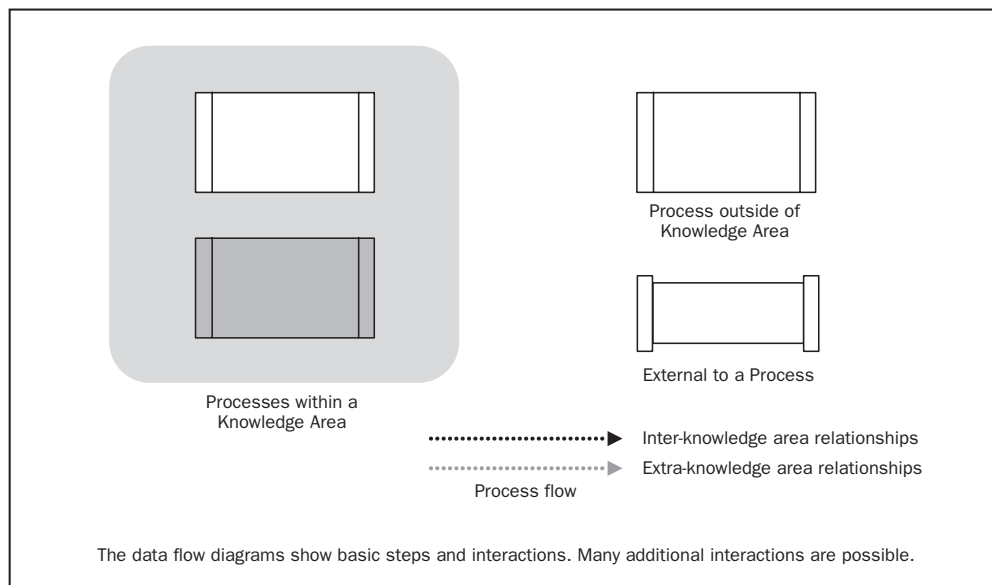 Process outside of
Knowledge Area
External to a Process
Processes within a
Knowledge Area
Inter-knowledge area relationships
Extra-knowledge area relationships
Process flow
The data flow diagrams show basic steps and interactions. Many additional interactions are possible.